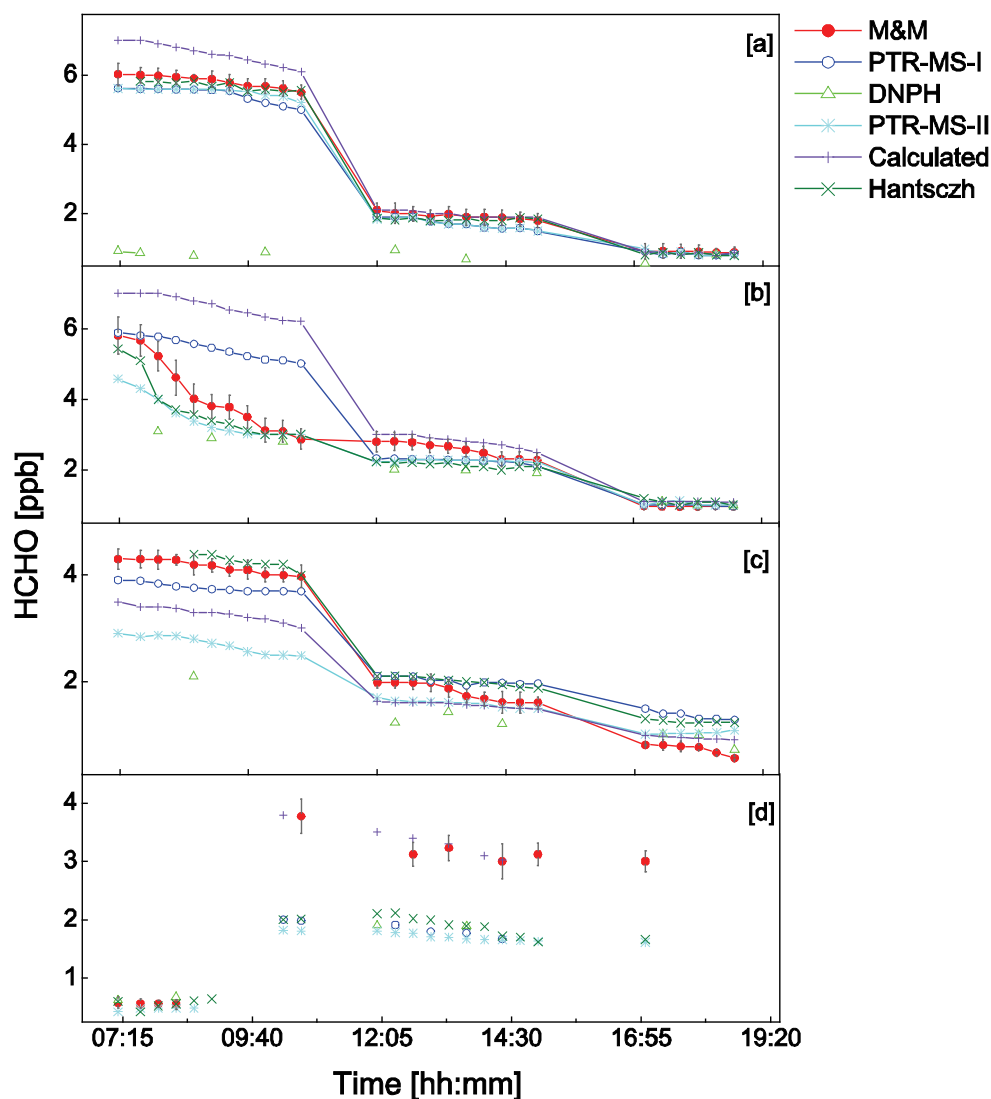 [a]
6
4
2
M&M
PTR-MS-I
DNPH
PTR-MS-II
Calculated
Hantsczh
[b]
6
4
2
HCHO [ppb]
[c]
4
2
[d]
4
3
2
1
07:15 09:40 12:05 14:30 16:55 19:20
Time [hh:mm]